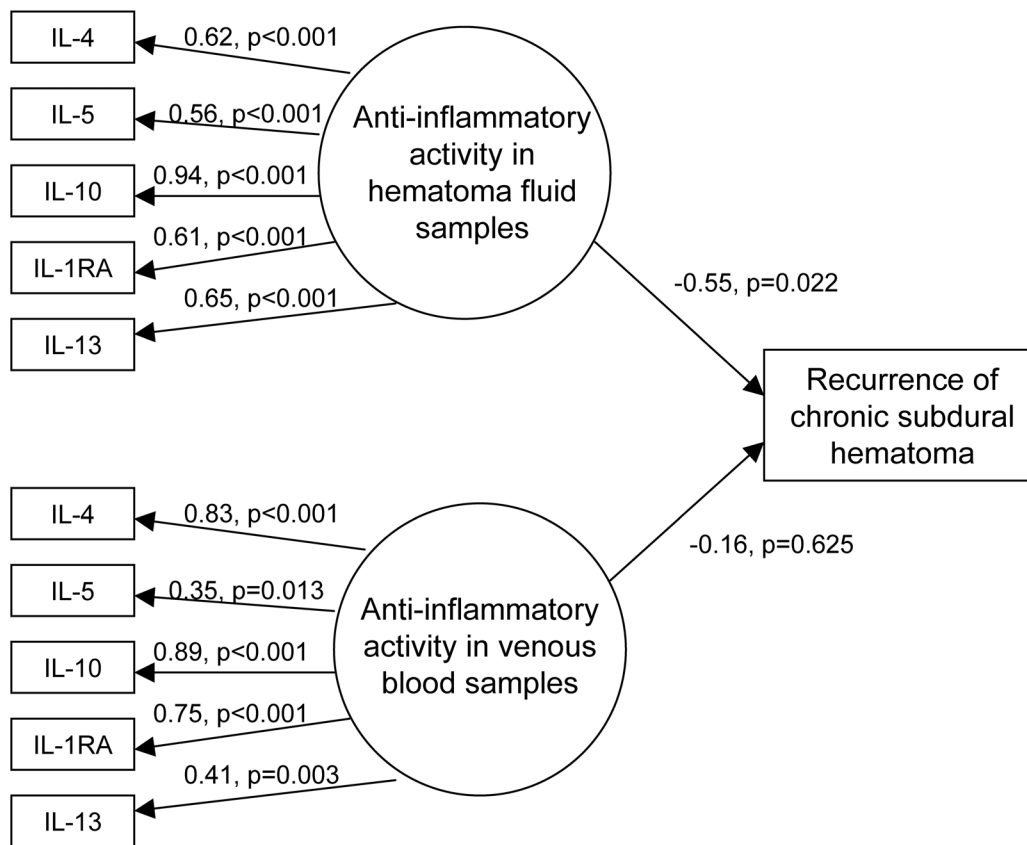 IL-4
0.62, p<0.001
IL-5
0.56, p<0.001
IL-10
0.94, p<0.001
IL-1RA
0.61, p<0.001
IL-13
0.65, p<0.001
Anti-inflammatory
activity in
hematoma fluid
samples
-0.55, p=0.022
Recurrence of
chronic subdural
hematoma
IL-4
0.83, p<0.001
IL-5
0.35, p=0.013
IL-10
0.89, p<0.001
IL-1RA
0.75, p<0.001
IL-13
0.41, p=0.003
Anti-inflammatory
activity in venous
blood samples
-0.16, p=0.625